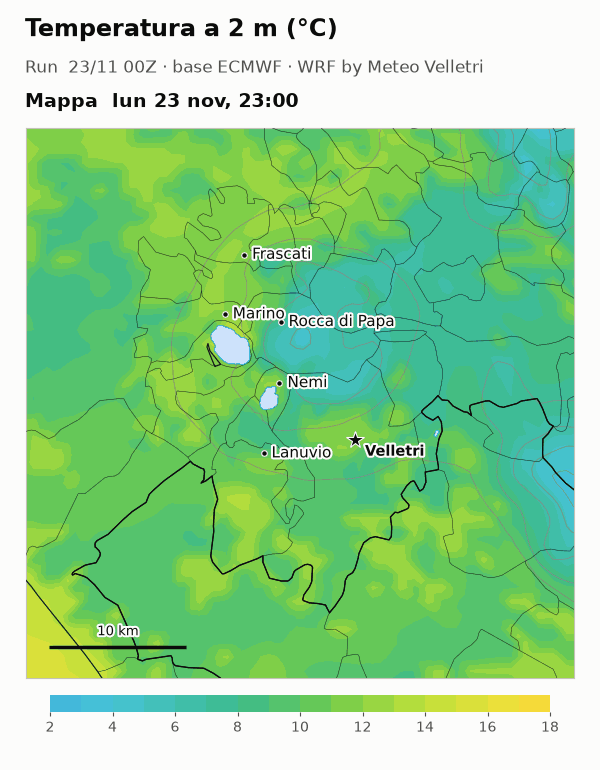 Temperatura a 2 m (°C)
Run  23/11 00Z · base ECMWF · WRF by Meteo Velletri
Mappa  lun 23 nov, 23:00
Frascati
Marino
Rocca di Papa
Nemi
Velletri
Lanuvio
10 km
2 4 6 8 10 12 14 16 18